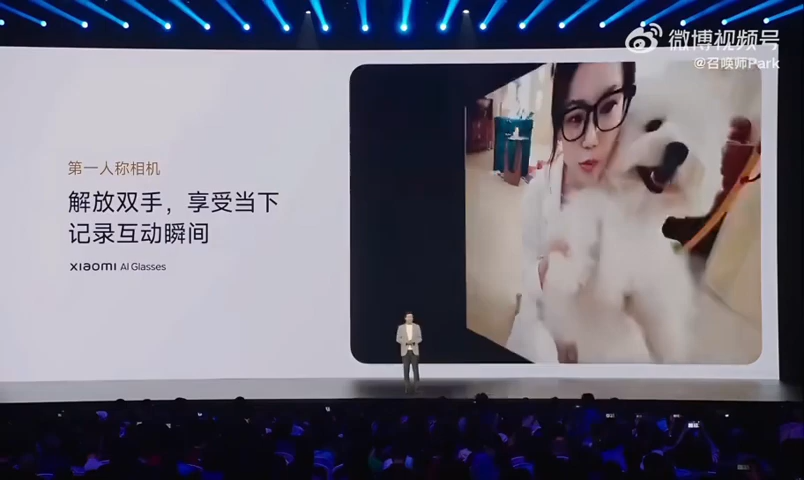 微博视频号
@召唤师Park
第一人称相机
解放双手，享受当下
记录互动瞬间
xiaomi AI Glasses